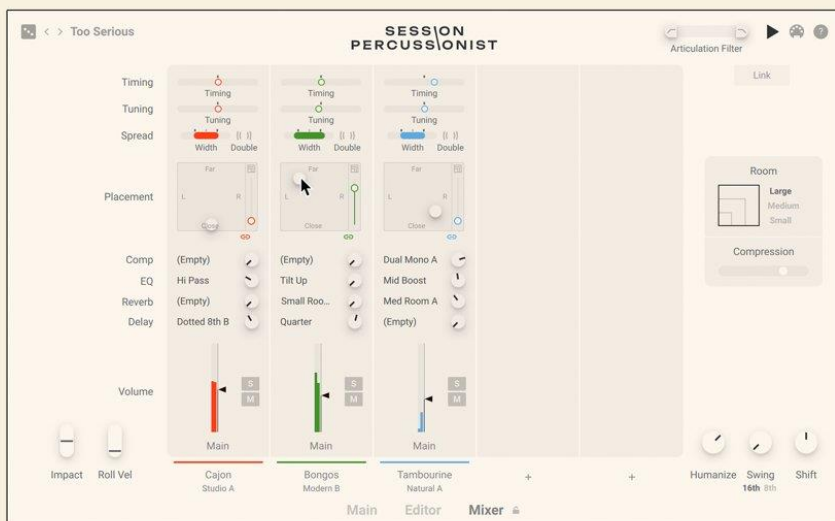 Too Serious
SESSION
PERCUSSIONIST
Articulation Filter
?
Timing Timing Timing Timing
Link
Tuning Tuning Tuning Tuning
Spread Width Double Width Double Width Double
Placement
Far Far Far
L R L R L R
Close Close Close
Room
Large
Medium
Small
Compression
Comp (Empty) (Empty) Dual Mono A
EQ Hi Pass Tilt Up Mid Boost
Reverb (Empty) Small Roo... Med Room A
Delay Dotted 8th B Quarter (Empty)
Volume
S S S
M M M
Main Main Main
Impact Roll Vel
Cajon Bongos Tambourine + +
Studio A Modern B Natural A
Humanize Swing Shift
16th 8th
Main Editor Mixer